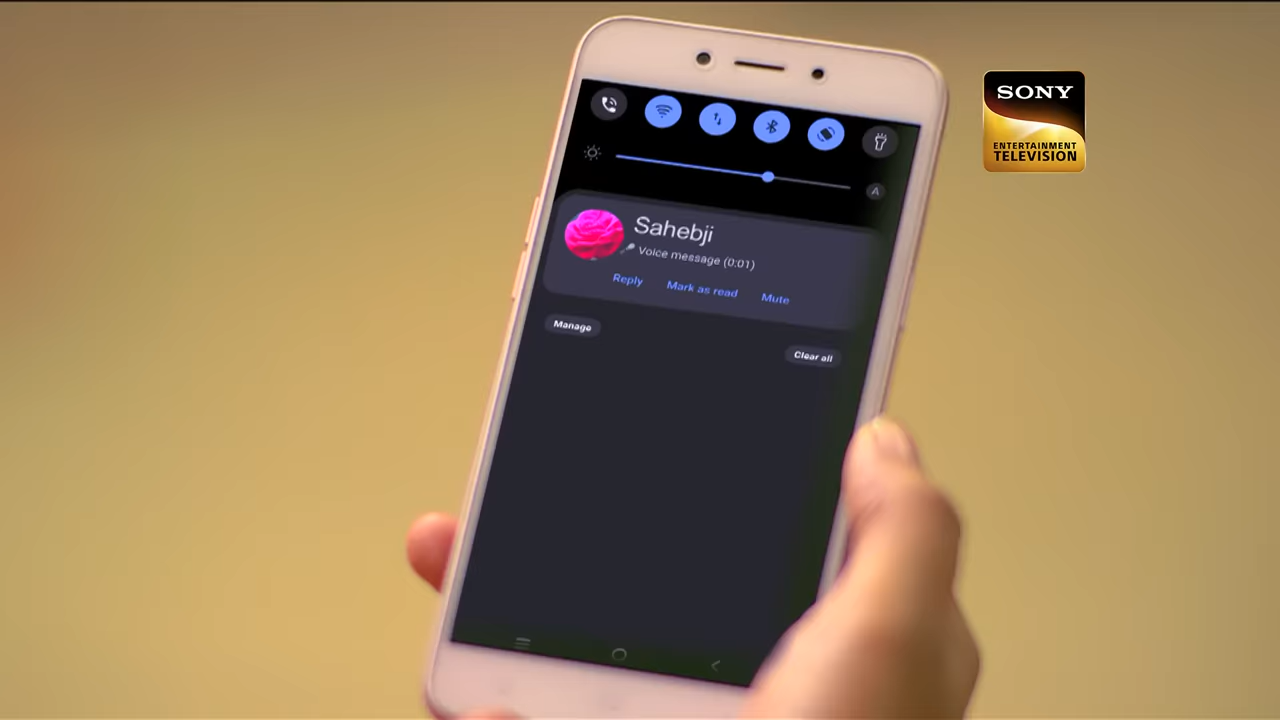 SONY
ENTERTAINMENT
TELEVISION
A
Sahebji
Voice message (0:01)
Reply Mark as read Mute
Manage
Clear all